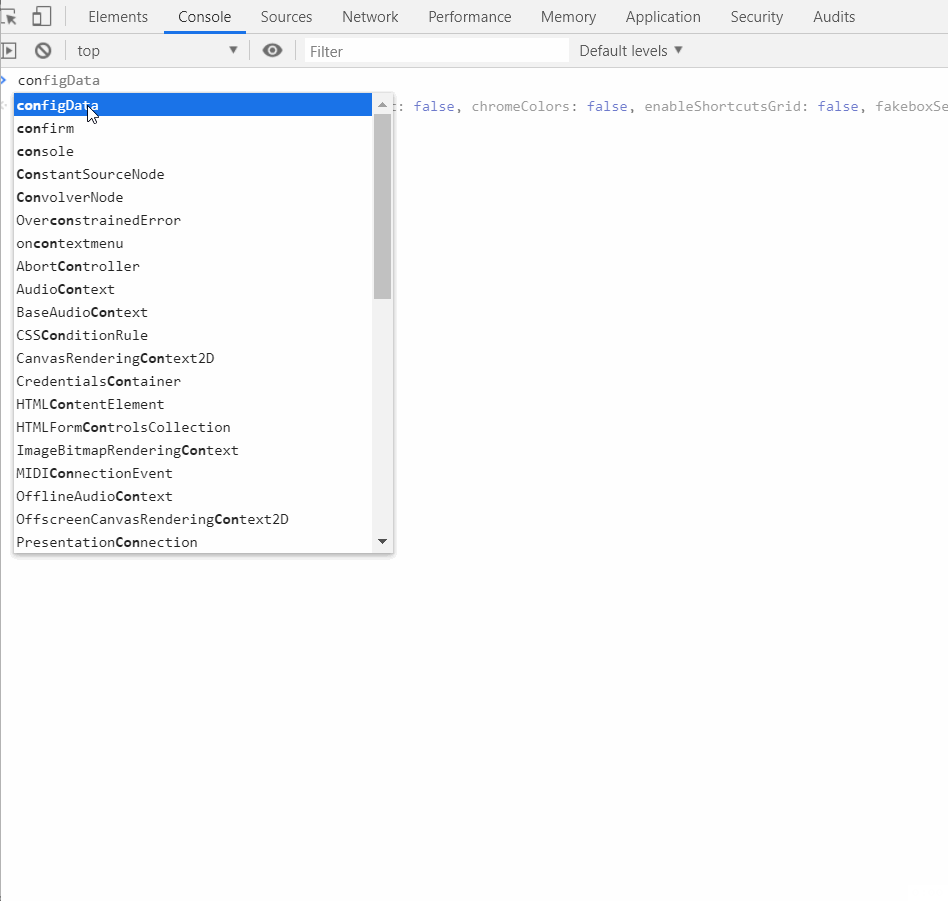 Elements Console Sources Network Performance Memory Application Security Audits
top Filter Default levels
configData
configData
: false, chromeColors: false, enableShortcutsGrid: false,
confirm
console
ConstantSourceNode
ConvolverNode
OverconstrainedError
oncontextmenu
AbortController
AudioContext
BaseAudioContext
CSSConditionRule
CanvasRenderingContext2D
CredentialsContainer
HTMLContentElement
HTMLFormControlsCollection
ImageBitmapRenderingContext
MIDIConnectionEvent
OfflineAudioContext
OffscreenCanvasRenderingContext2D
PresentationConnection